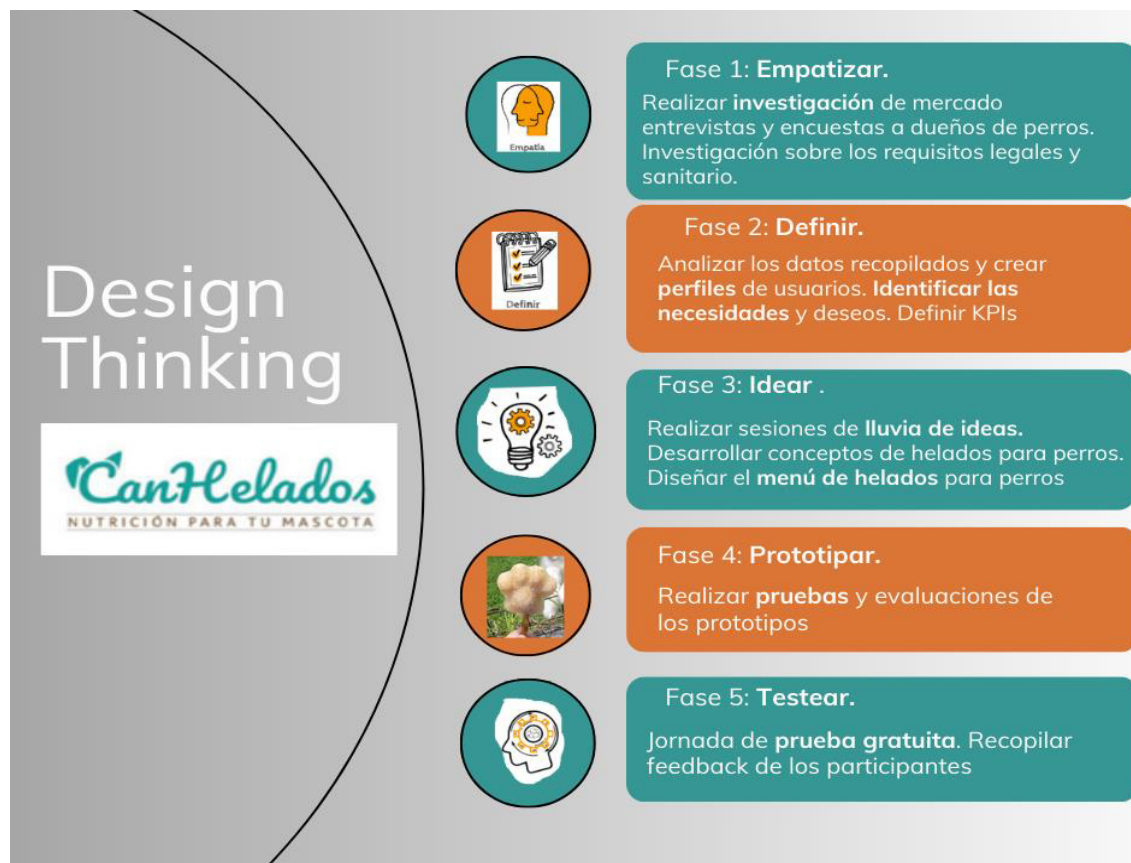 Design
Thinking
CanHelados
NUTRICIÓN PARA TU MASCOTA
Empatía
Fase 1: Empatizar.
Realizar investigación de mercado
entrevistas y encuestas a dueños de perros.
Investigación sobre los requisitos legales y
sanitario.
Definir
Fase 2: Definir.
Analizar los datos recopilados y crear
perfiles de usuarios. Identificar las
necesidades y deseos. Definir KPIs
Fase 3: Idear .
Realizar sesiones de lluvia de ideas.
Desarrollar conceptos de helados para perros.
Diseñar el menú de helados para perros
Fase 4: Prototipar.
Realizar pruebas y evaluaciones de
los prototipos
Fase 5: Testear.
Jornada de prueba gratuita. Recopilar
feedback de los participantes